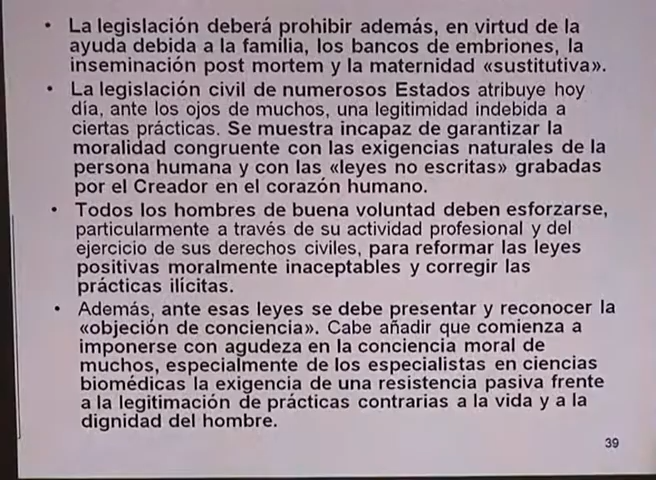 • La legislación deberá prohibir además, en virtud de la
ayuda debida a la familia, los bancos de embriones, la
inseminación post mortem y la maternidad «sustitutiva».
• La legislación civil de numerosos Estados atribuye hoy
día, ante los ojos de muchos, una legitimidad indebida a
ciertas prácticas. Se muestra incapaz de garantizar la
moralidad congruente con las exigencias naturales de la
persona humana y con las «leyes no escritas» grabadas
por el Creador en el corazón humano.
• Todos los hombres de buena voluntad deben esforzarse,
particularmente a través de su actividad profesional y del
ejercicio de sus derechos civiles, para reformar las leyes
positivas moralmente inaceptables y corregir las
prácticas ilícitas.
• Además, ante esas leyes se debe presentar y reconocer la
«objeción de conciencia». Cabe añadir que comienza a
imponerse con agudeza en la conciencia moral de
muchos, especialmente de los especialistas en ciencias
biomédicas la exigencia de una resistencia pasiva frente
a la legitimación de prácticas contrarias a la vida y a la
dignidad del hombre.
39